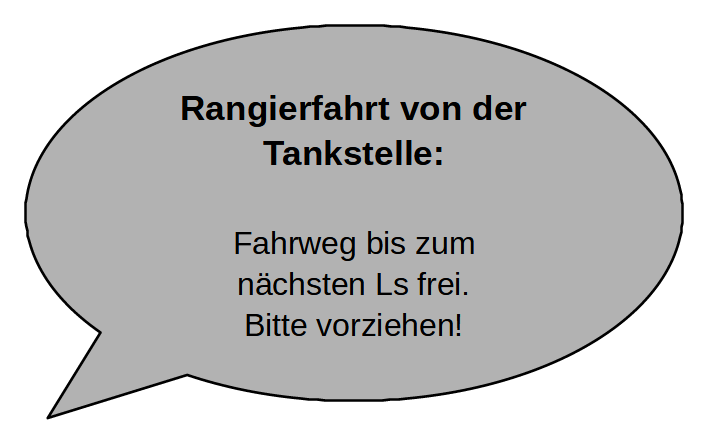 Rangierfahrt von der
Tankstelle:
Fahrweg bis zum
nächsten Ls frei.
Bitte vorziehen!